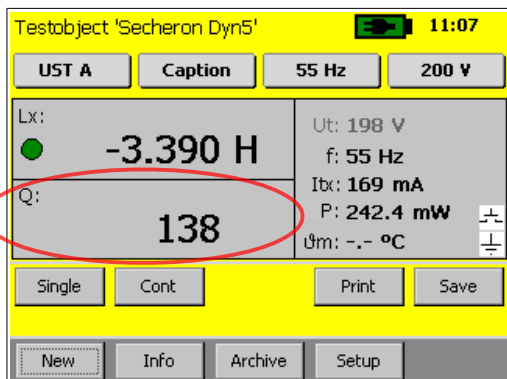 Testobject 'Secheron Dyn5' 11:07
UST A Caption 55 Hz 200 V
Lx:
-3.390 H
Q:
138
Ut: 198 V
f: 55 Hz
Itx: 169 mA
P: 242.4 mW
ϑm: -.- ºC
Single Cont Print Save
New Info Archive Setup